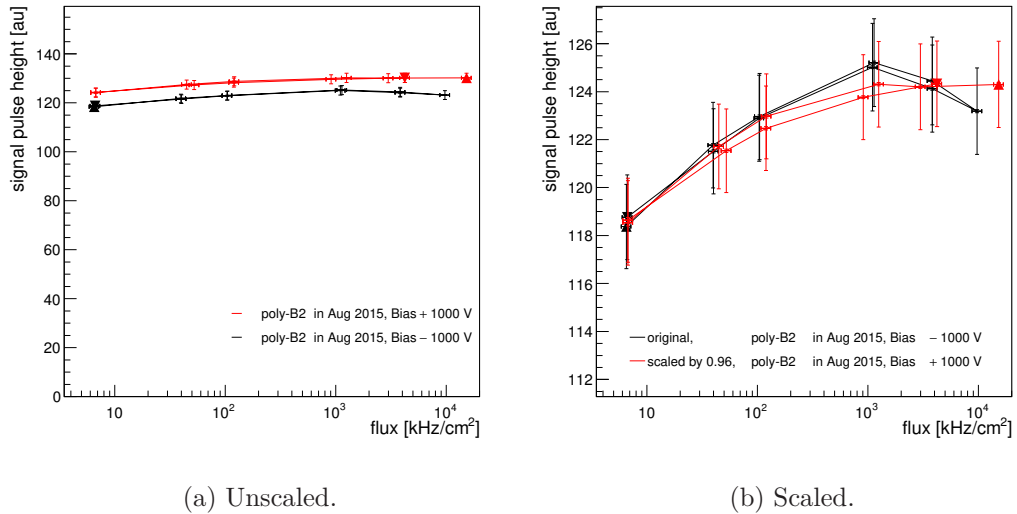 signal pulse height [au]
140
120
100
80
60
40
20
0
poly-B2 in Aug 2015, Bias + 1000 V
poly-B2 in Aug 2015, Bias − 1000 V
10
10²
10³
10⁴
flux [kHz/cm²]
(a) Unscaled.
signal pulse height [au]
126
124
122
120
118
116
114
112
original, poly-B2 in Aug 2015, Bias − 1000 V
scaled by 0.96, poly-B2 in Aug 2015, Bias + 1000 V
10
10²
10³
10⁴
flux [kHz/cm²]
(b) Scaled.